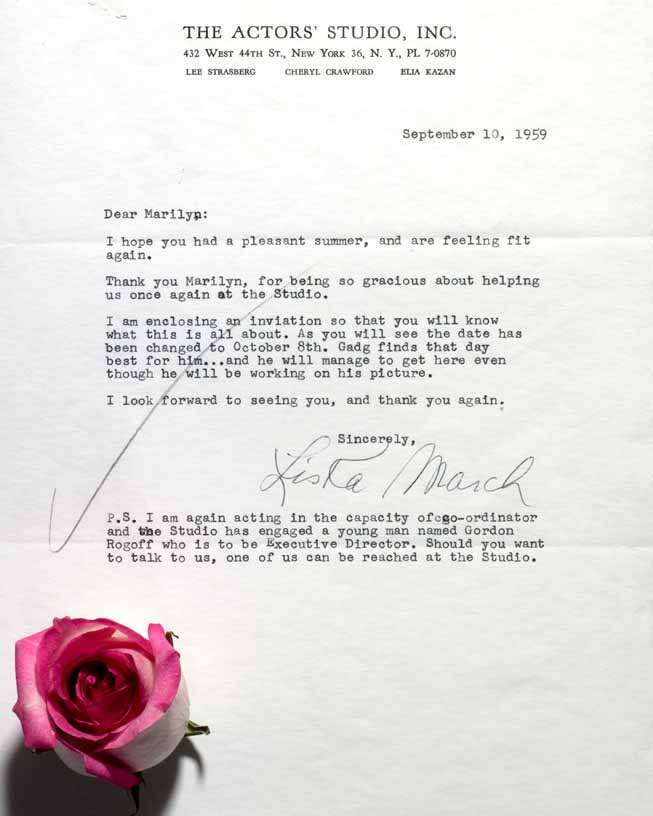 THE ACTORS' STUDIO, INC.
432 WEST 44TH ST., NEW YORK 36, N. Y., PL 7-0870
LEE STRASBERG CHERYL CRAWFORD ELIA KAZAN
September 10, 1959
Dear Marilyn:
I hope you had a pleasant summer, and are feeling fit
again.
Thank you Marilyn, for being so gracious about helping
us once again at the Studio.
I am enclosing an inviation so that you will know
what this is all about. As you will see the date has
been changed to October 8th. Gadg finds that day
best for him...and he will manage to get here even
though he will be working on his picture.
I look forward to seeing you, and thank you again.
Sincerely,
Liska March
P.S. I am again acting in the capacity of co-ordinator
and the Studio has engaged a young man named Gordon
Rogoff who is to be Executive Director. Should you want
to talk to us, one of us can be reached at the Studio.